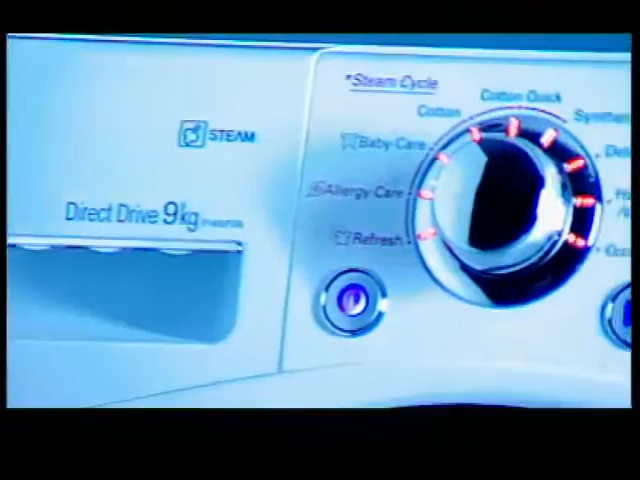 *Steam Cycle
Cotton Quick
Cotton
Baby Care
STEAM
Allergy Care
Direct Drive 9kg
Refresh